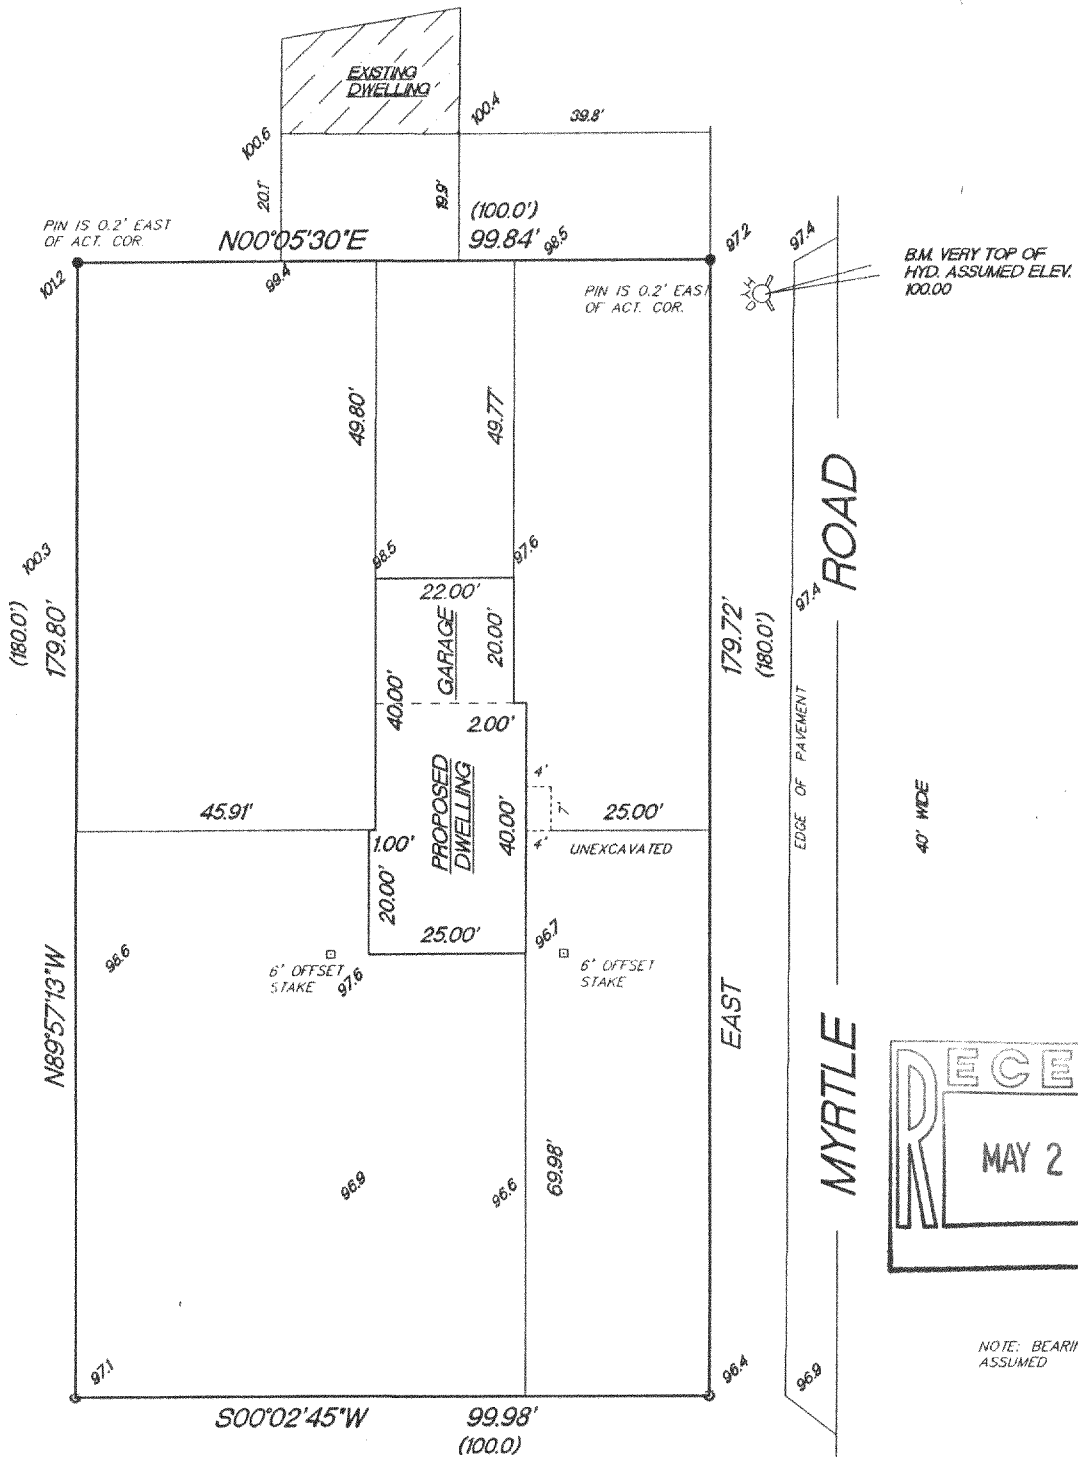 EXISTING
DWELLING
100.4
39.8'
100.6
20.1'
19.9'
PIN IS 0.2' EAST
OF ACT. COR.
N00°05'30"E
(100.0')
99.84'
98.5
97.2
97.4
B.M. VERY TOP OF
HYD. ASSUMED ELEV.
100.00
101.2
99.4
PIN IS 0.2' EAST
OF ACT. COR.
HYD
49.80'
49.77'
ROAD
100.3
98.5
97.6
(180.0')
179.80'
22.00'
GARAGE
20.00'
179.72'
(180.0')
97.4
40.00'
2.00'
EDGE OF PAVEMENT
PROPOSED
DWELLING
4'
7'
45.91'
40.00'
25.00'
40' WIDE
1.00'
4'
UNEXCAVATED
20.00'
25.00'
96.7
98.6
6' OFFSET
STAKE
97.6
6' OFFSET
STAKE
N89°57'13"W
EAST
MYRTLE
RECE
MAY 2
96.9
96.6
69.98'
NOTE: BEARIN
ASSUMED
97.1
96.4
96.9
S00°02'45"W
99.98'
(100.0)